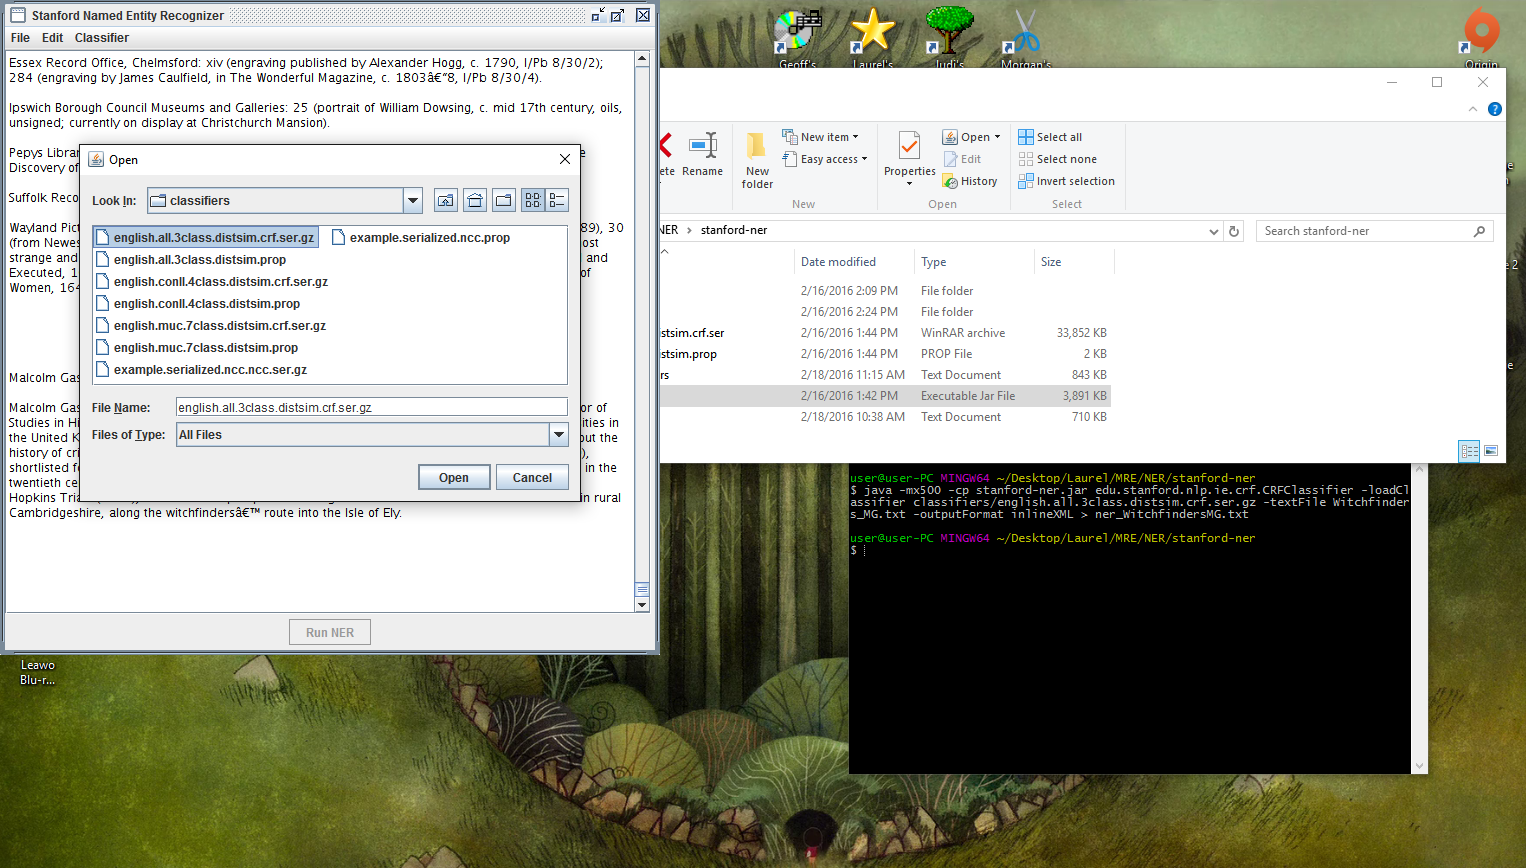 Stanford Named Entity Recognizer
File Edit Classifier
Essex Record Office, Chelmsford: xiv (engraving published by Alexander Hogg, c. 1790, I/Pb 8/30/2);
284 (engraving by James Caulfield, in The Wonderful Magazine, c. 1803â€"8, I/Pb 8/30/4).
Ipswich Borough Council Museums and Galleries: 25 (portrait of William Dowsing, c. mid 17th century, oils,
unsigned; currently on display at Christchurch Mansion).
Pepys Librar
Discovery of
Suffolk Reco
Wayland Pict 89), 30
(from Newes ost
strange and and
Executed, 1 of
Women, 164
Malcolm Gas
Malcolm Gas or of
Studies in Hi ities in
the United K out the
history of cri ),
shortlisted fo in the
twentieth ce
Hopkins Tria in rural
Cambridgeshire, along the witchfindersâ€™ route into the Isle of Ely.
Run NER
Open
Look In: classifiers
english.all.3class.distsim.crf.ser.gz example.serialized.ncc.prop
english.all.3class.distsim.prop
english.conll.4class.distsim.crf.ser.gz
english.conll.4class.distsim.prop
english.muc.7class.distsim.crf.ser.gz
english.muc.7class.distsim.prop
example.serialized.ncc.ncc.ser.gz
File Name: english.all.3class.distsim.crf.ser.gz
Files of Type: All Files
Open Cancel
Geoff's Laurel's Judi's Morgan's Origin
ete Rename New folder New item Easy access New
Properties Open Edit History Open
Select all Select none Invert selection Select
NER > stanford-ner Search stanford-ner
Date modified Type Size
2/16/2016 2:09 PM File folder
2/16/2016 2:24 PM File folder
istsim.crf.ser 2/16/2016 1:44 PM WinRAR archive 33,852 KB
istsim.prop 2/16/2016 1:44 PM PROP File 2 KB
rs 2/18/2016 11:15 AM Text Document 843 KB
2/16/2016 1:42 PM Executable Jar File 3,891 KB
2/18/2016 10:38 AM Text Document 710 KB
user@user-PC MINGW64 ~/Desktop/Laurel/MRE/NER/stanford-ner
$ java -mx500 -cp stanford-ner.jar edu.stanford.nlp.ie.crf.CRFClassifier -loadCl
assifier classifiers/english.all.3class.distsim.crf.ser.gz -textFile Witchfinder
s_MG.txt -outputFormat inlineXML > ner_WitchfindersMG.txt
user@user-PC MINGW64 ~/Desktop/Laurel/MRE/NER/stanford-ner
$
Leawo
Blu-r...